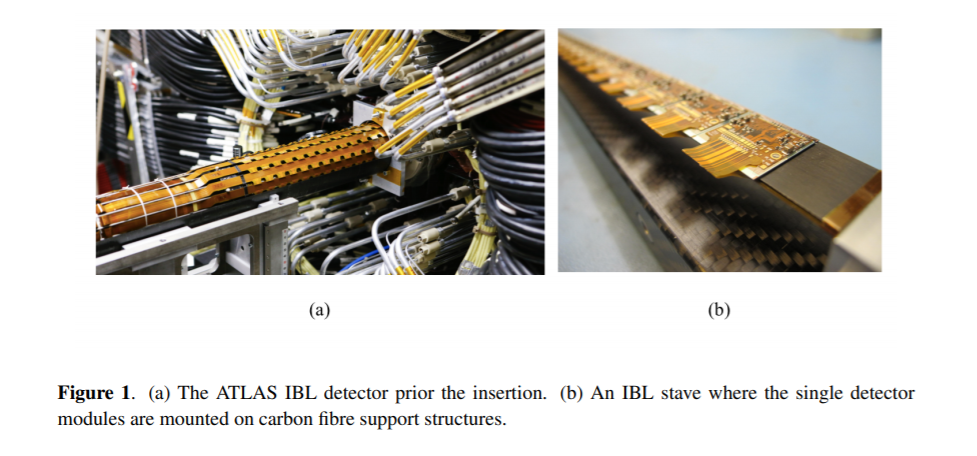 (a)
(b)
Figure 1. (a) The ATLAS IBL detector prior the insertion. (b) An IBL stave where the single detector
modules are mounted on carbon fibre support structures.